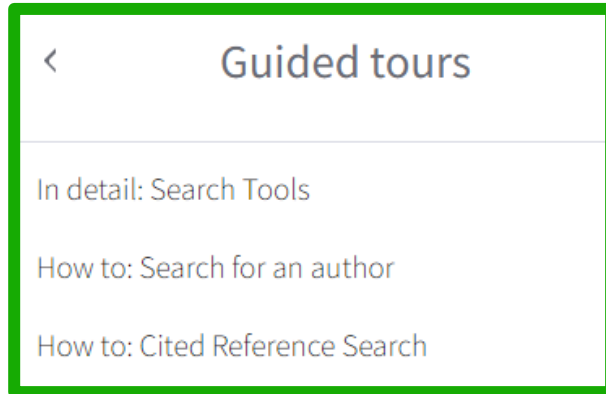 Guided tours
In detail: Search Tools
How to: Search for an author
How to: Cited Reference Search